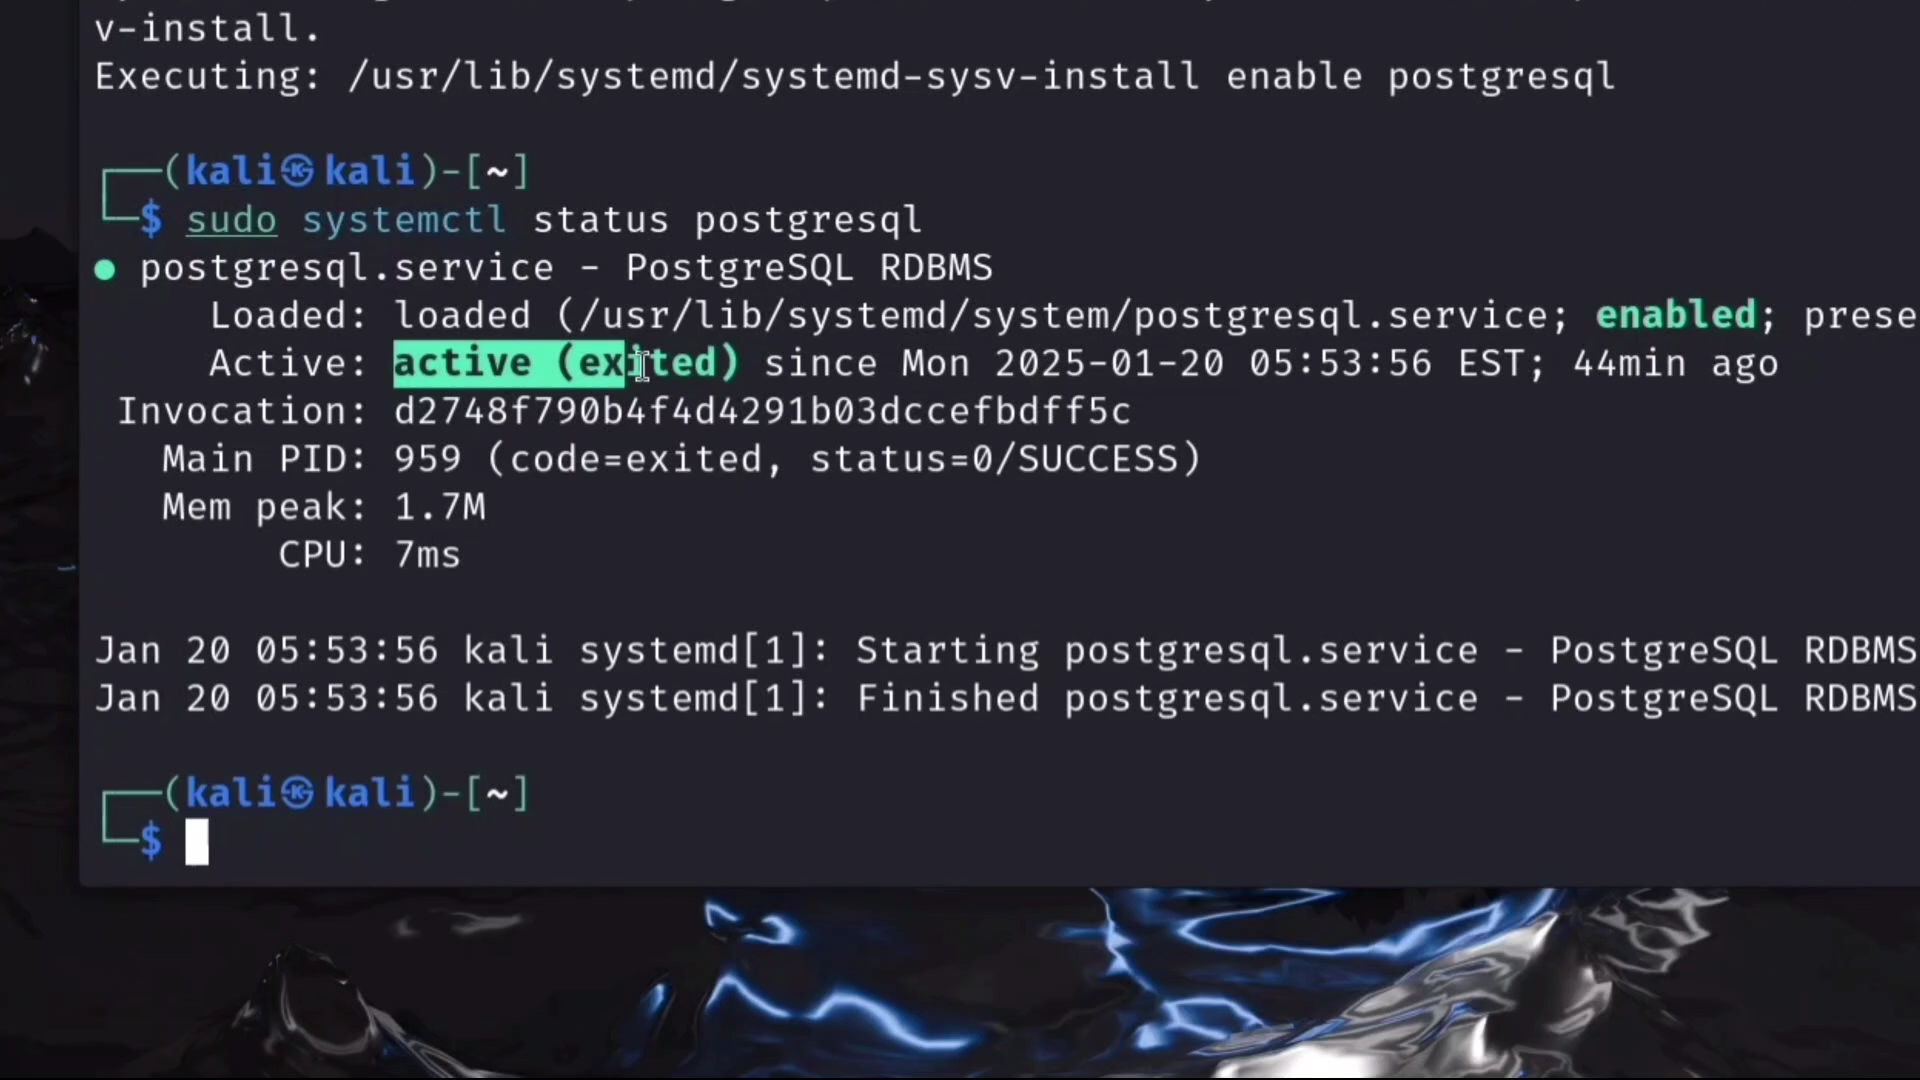 v-install.
Executing: /usr/lib/systemd/systemd-sysv-install enable postgresql
┌──(kali㉿kali)-[~]
└─$ sudo systemctl status postgresql
● postgresql.service - PostgreSQL RDBMS
Loaded: loaded (/usr/lib/systemd/system/postgresql.service; enabled; prese
Active: active (exited) since Mon 2025-01-20 05:53:56 EST; 44min ago
Invocation: d2748f790b4f4d4291b03dccefbdff5c
Main PID: 959 (code=exited, status=0/SUCCESS)
Mem peak: 1.7M
CPU: 7ms
Jan 20 05:53:56 kali systemd[1]: Starting postgresql.service - PostgreSQL RDBMS
Jan 20 05:53:56 kali systemd[1]: Finished postgresql.service - PostgreSQL RDBMS
┌──(kali㉿kali)-[~]
└─$